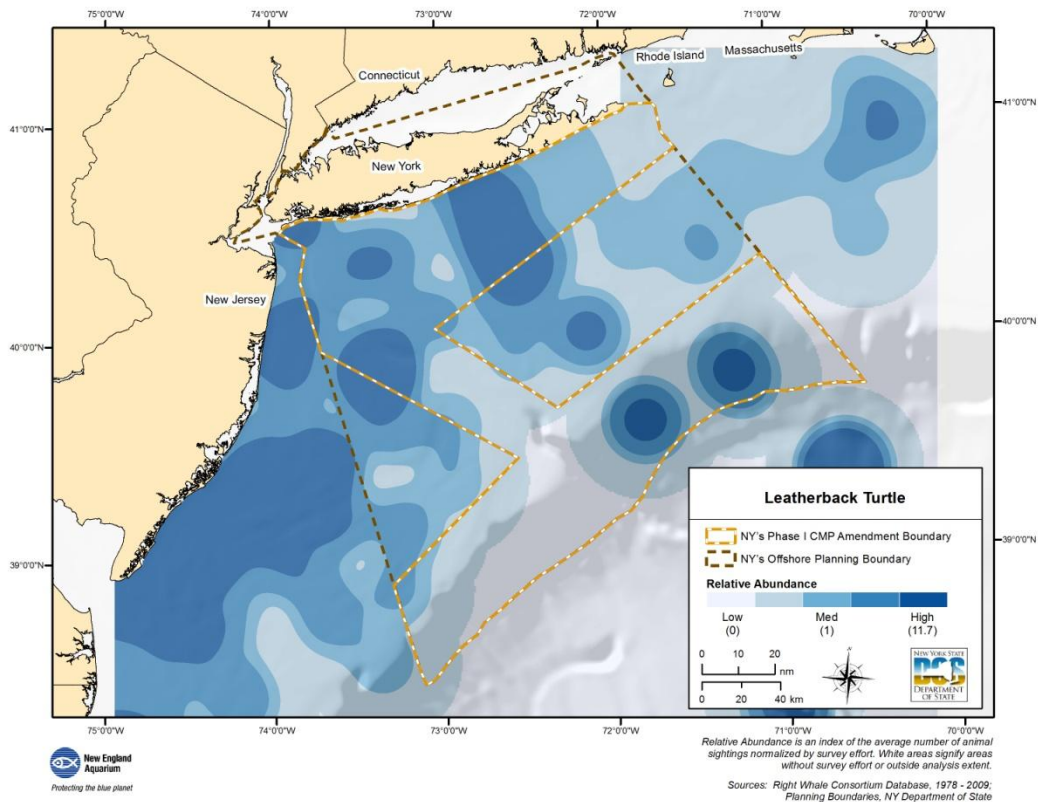 75°0'0"W 74°0'0"W 73°0'0"W 72°0'0"W 71°0'0"W 70°0'0"W
Rhode Island
Massachusetts
Connecticut
41°0'0"N 41°0'0"N
New York
New Jersey
40°0'0"N 40°0'0"N
39°0'0"N 39°0'0"N
Leatherback Turtle
NY's Phase I CMP Amendment Boundary
NY's Offshore Planning Boundary
Relative Abundance
Low Med High
(0) (1) (11.7)
0 10 20
nm
0 20 40
km
N
NEW YORK STATE
DOS
DEPARTMENT
OF STATE
75°0'0"W 74°0'0"W 73°0'0"W 72°0'0"W 71°0'0"W 70°0'0"W
New England
Aquarium
Protecting the blue planet
Relative Abundance is an index of the average number of animal
sightings normalized by survey effort. White areas signify areas
without survey effort or outside analysis extent.
Sources: Right Whale Consortium Database, 1978 - 2009;
Planning Boundaries, NY Department of State